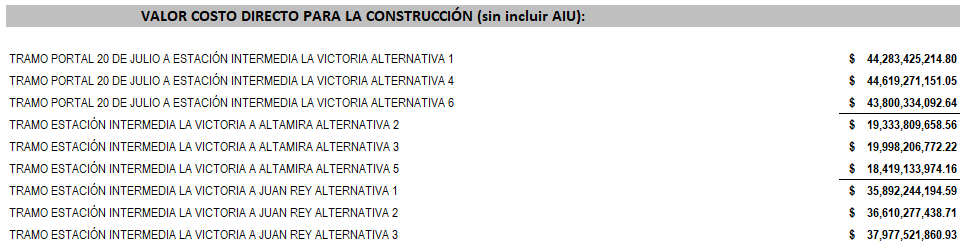 VALOR COSTO DIRECTO PARA LA CONSTRUCCIÓN (sin incluir AIU):
TRAMO PORTAL 20 DE JULIO A ESTACIÓN INTERMEDIA LA VICTORIA ALTERNATIVA 1 $ 44,283,425,214.80
TRAMO PORTAL 20 DE JULIO A ESTACIÓN INTERMEDIA LA VICTORIA ALTERNATIVA 4 $ 44,619,271,151.05
TRAMO PORTAL 20 DE JULIO A ESTACIÓN INTERMEDIA LA VICTORIA ALTERNATIVA 6 $ 43,800,334,092.64
TRAMO ESTACIÓN INTERMEDIA LA VICTORIA A ALTAMIRA ALTERNATIVA 2 $ 19,333,809,658.56
TRAMO ESTACIÓN INTERMEDIA LA VICTORIA A ALTAMIRA ALTERNATIVA 3 $ 19,998,206,772.22
TRAMO ESTACIÓN INTERMEDIA LA VICTORIA A ALTAMIRA ALTERNATIVA 5 $ 18,419,133,974.16
TRAMO ESTACIÓN INTERMEDIA LA VICTORIA A JUAN REY ALTERNATIVA 1 $ 35,892,244,194.59
TRAMO ESTACIÓN INTERMEDIA LA VICTORIA A JUAN REY ALTERNATIVA 2 $ 36,610,277,438.71
TRAMO ESTACIÓN INTERMEDIA LA VICTORIA A JUAN REY ALTERNATIVA 3 $ 37,977,521,860.93